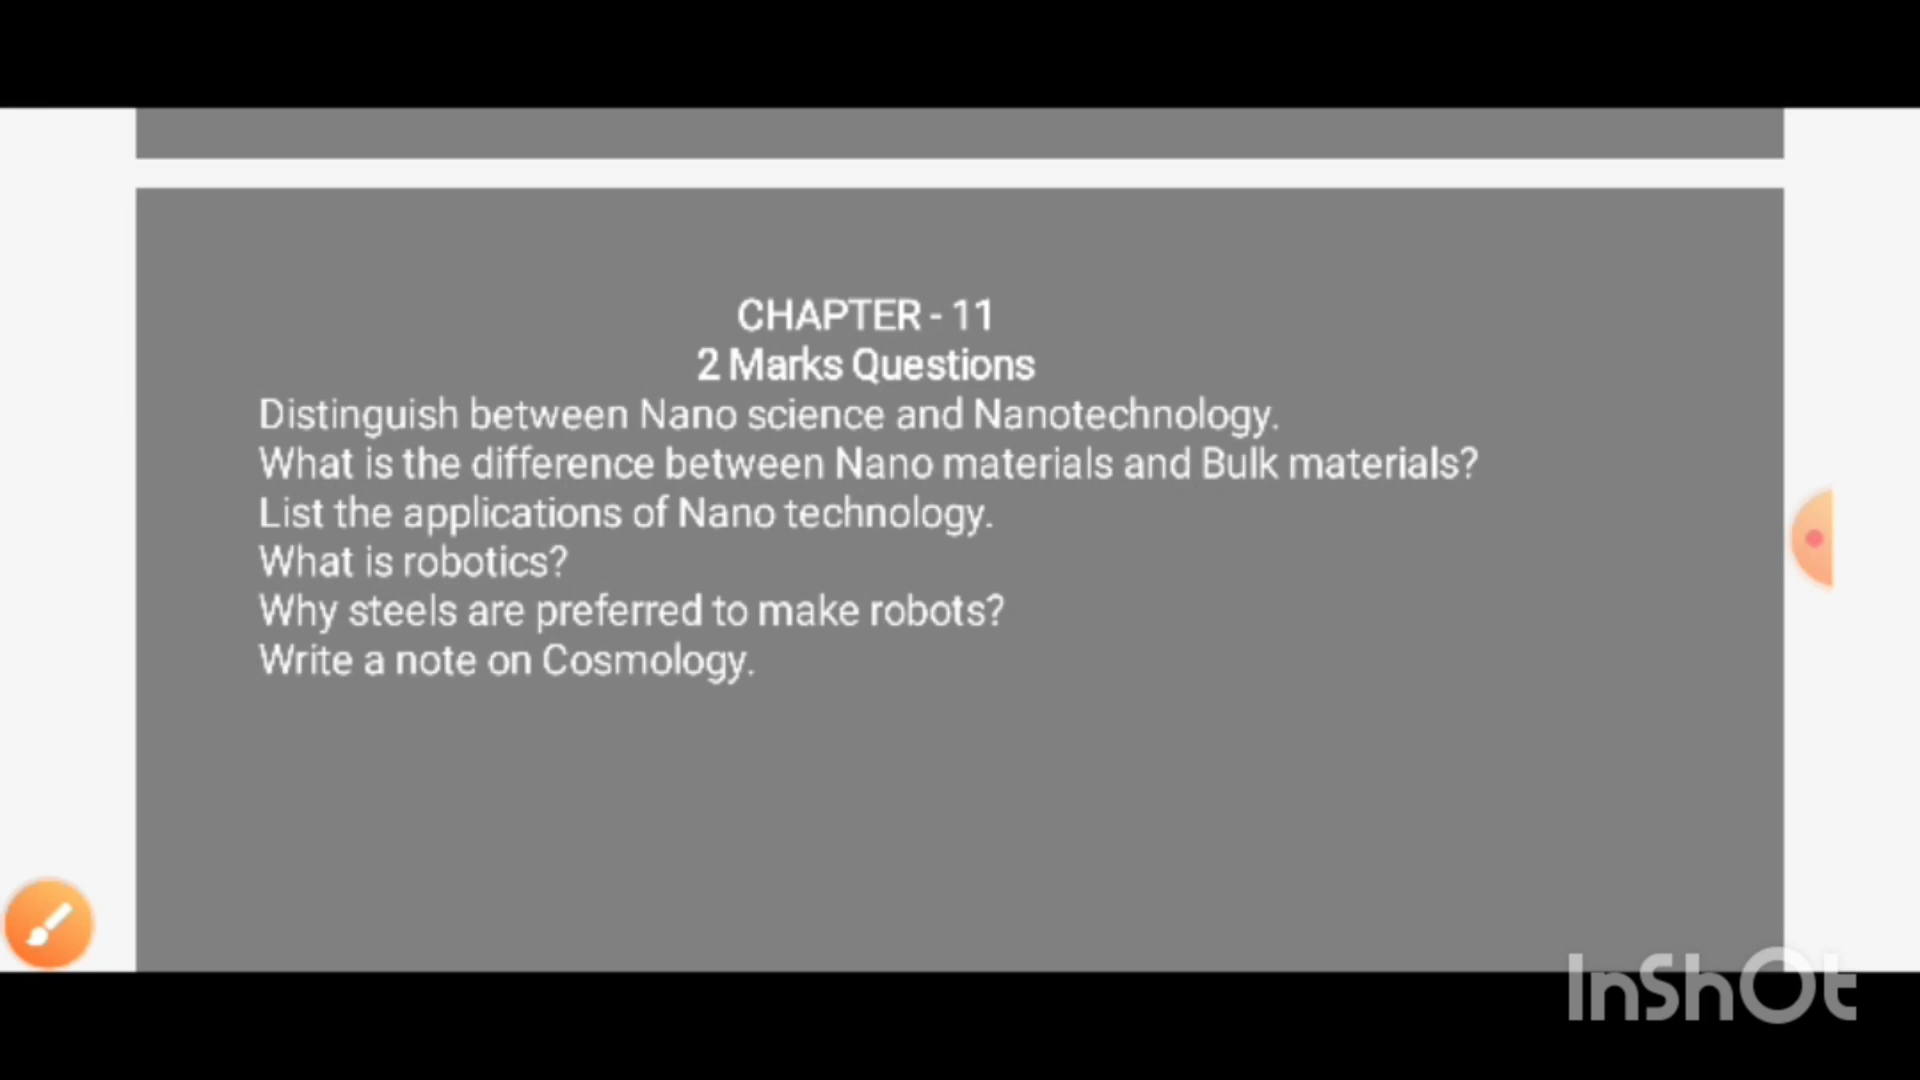 CHAPTER - 11
2 Marks Questions
Distinguish between Nano science and Nanotechnology.
What is the difference between Nano materials and Bulk materials?
List the applications of Nano technology.
What is robotics?
Why steels are preferred to make robots?
Write a note on Cosmology.
InShOt